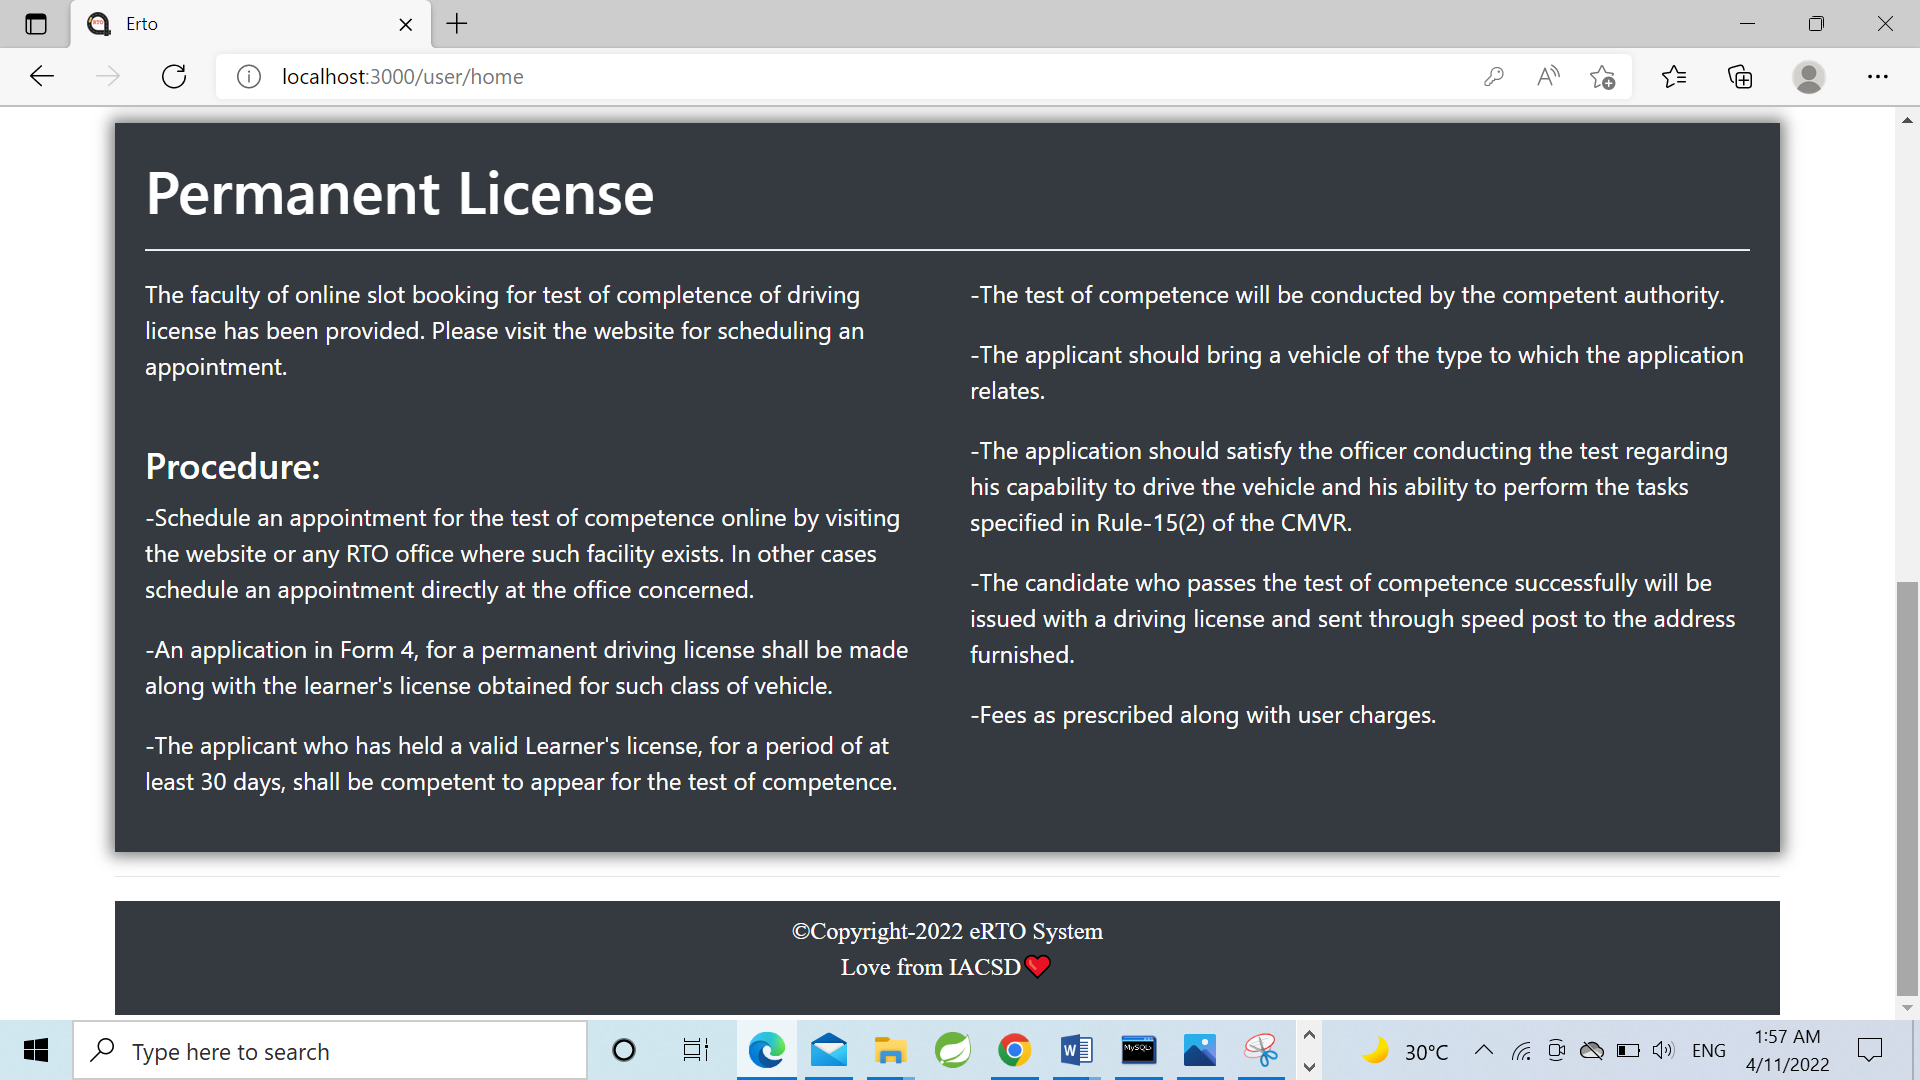 Erto
localhost:3000/user/home
Permanent License
The faculty of online slot booking for test of completence of driving
license has been provided. Please visit the website for scheduling an
appointment.
Procedure:
-Schedule an appointment for the test of competence online by visiting
the website or any RTO office where such facility exists. In other cases
schedule an appointment directly at the office concerned.
-An application in Form 4, for a permanent driving license shall be made
along with the learner's license obtained for such class of vehicle.
-The applicant who has held a valid Learner's license, for a period of at
least 30 days, shall be competent to appear for the test of competence.
-The test of competence will be conducted by the competent authority.
-The applicant should bring a vehicle of the type to which the application
relates.
-The application should satisfy the officer conducting the test regarding
his capability to drive the vehicle and his ability to perform the tasks
specified in Rule-15(2) of the CMVR.
-The candidate who passes the test of competence successfully will be
issued with a driving license and sent through speed post to the address
furnished.
-Fees as prescribed along with user charges.
©Copyright-2022 eRTO System
Love from IACSD❤️
Type here to search
MySQL
30°C
ENG
1:57 AM
4/11/2022